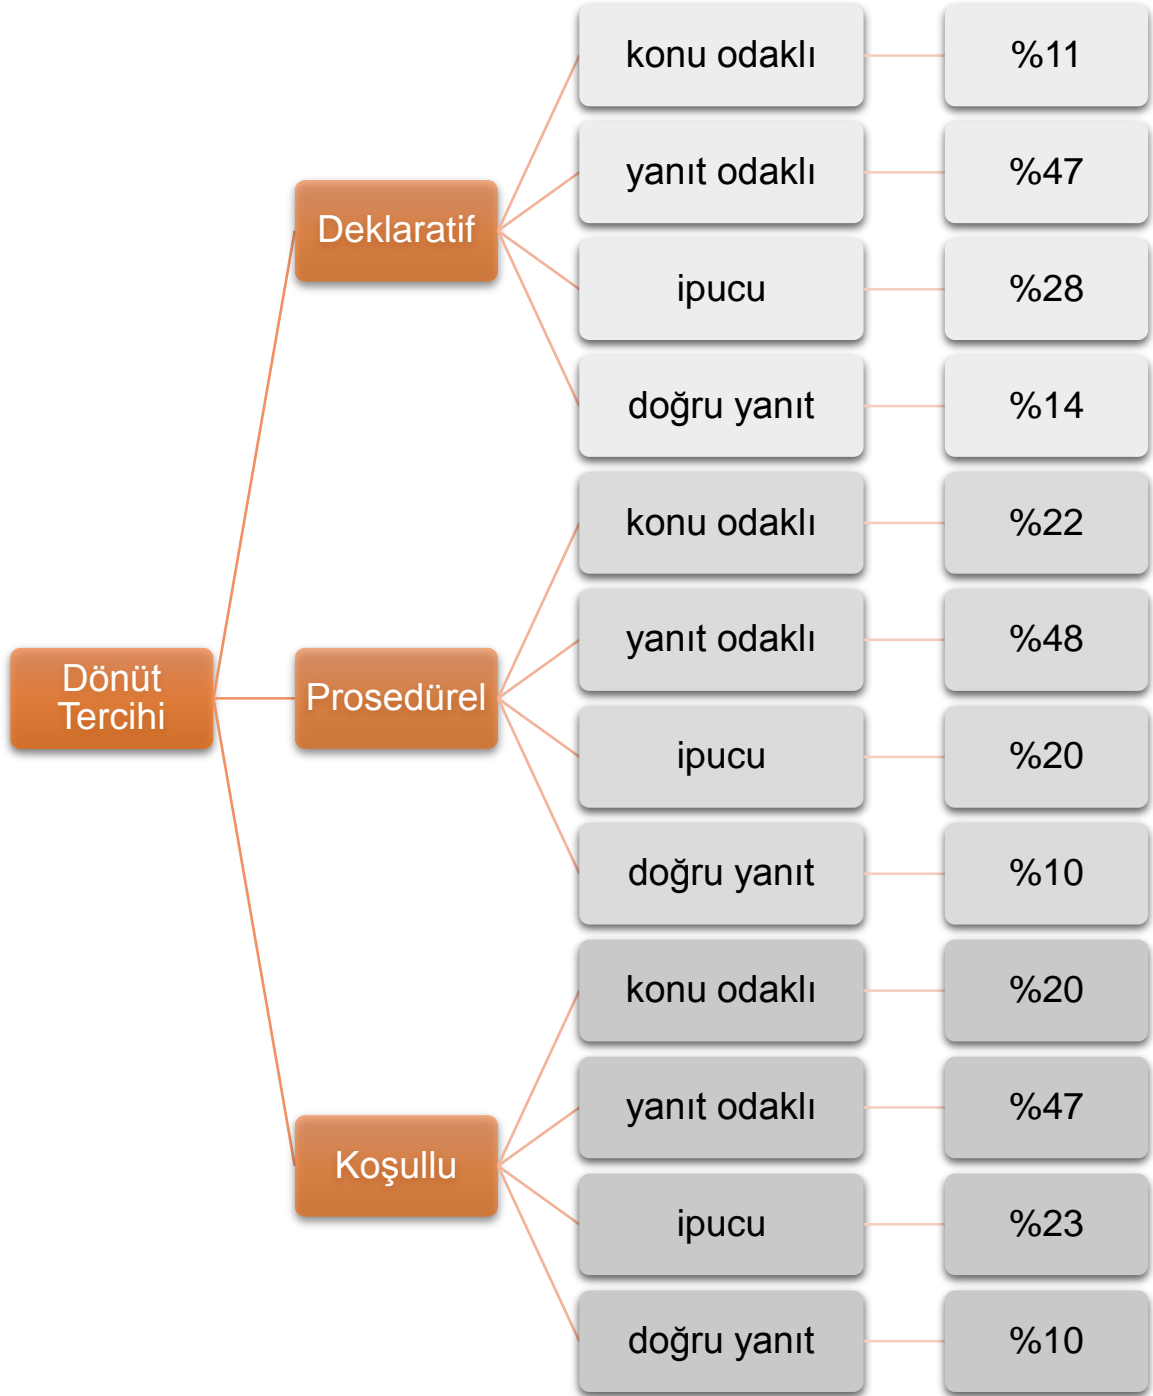 Dönüt
Tercihi
Deklaratif
konu odaklı
%11
yanıt odaklı
%47
ipucu
%28
doğru yanıt
%14
Prosedürel
konu odaklı
%22
yanıt odaklı
%48
ipucu
%20
doğru yanıt
%10
Koşullu
konu odaklı
%20
yanıt odaklı
%47
ipucu
%23
doğru yanıt
%10